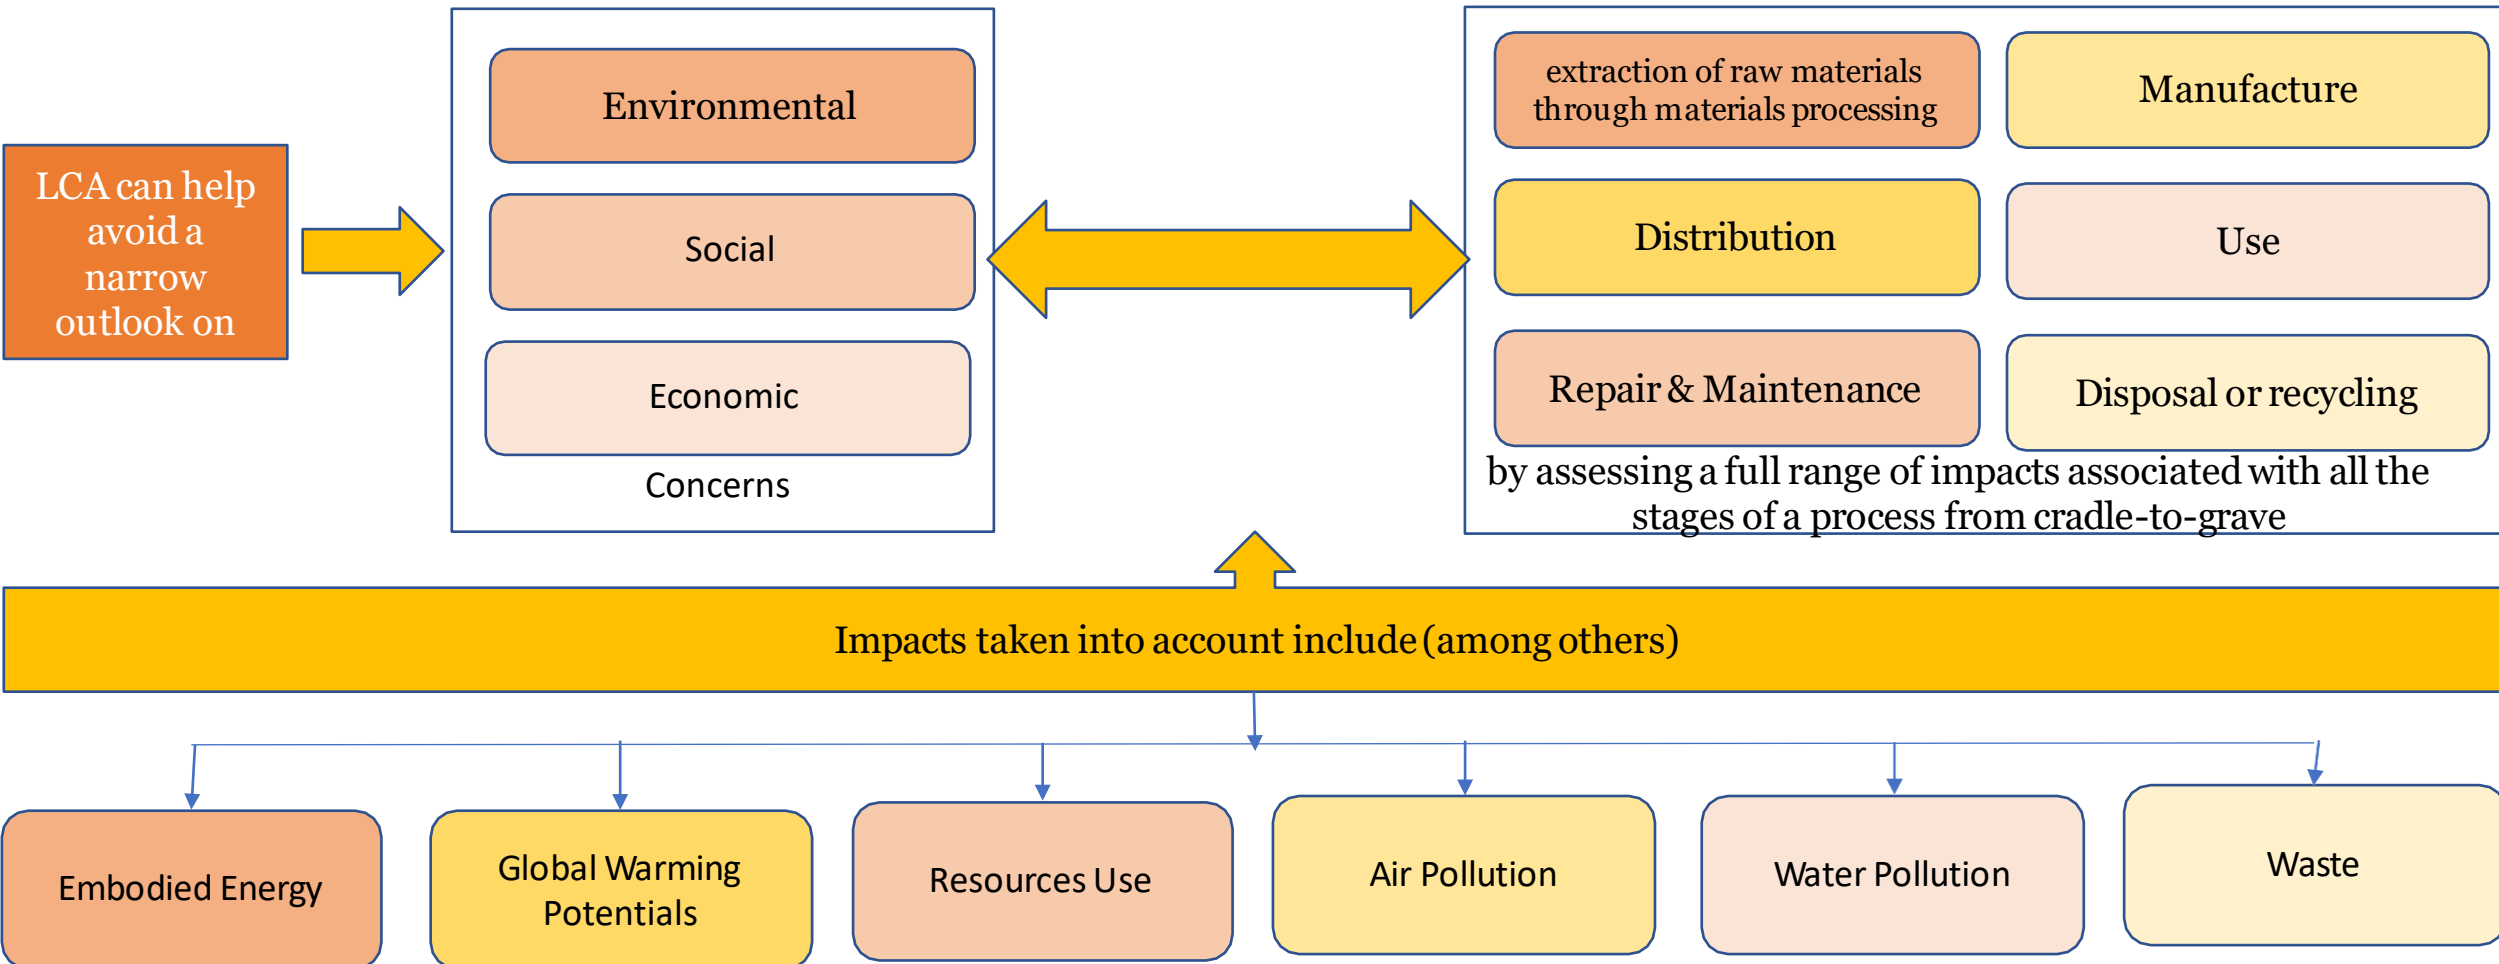 LCA can help
avoid a
narrow
outlook on
Environmental
Social
Economic
Concerns
extraction of raw materials
through materials processing
Manufacture
Distribution
Use
Repair & Maintenance
Disposal or recycling
by assessing a full range of impacts associated with all the
stages of a process from cradle-to-grave
Impacts taken into account include (among others)
Embodied Energy
Global Warming
Potentials
Resources Use
Air Pollution
Water Pollution
Waste